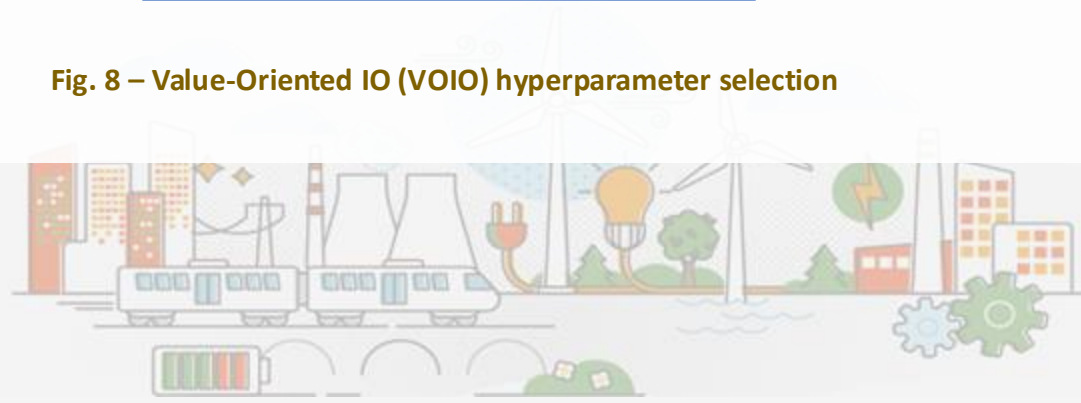 Fig. 8 – Value-Oriented IO (VOIO) hyperparameter selection